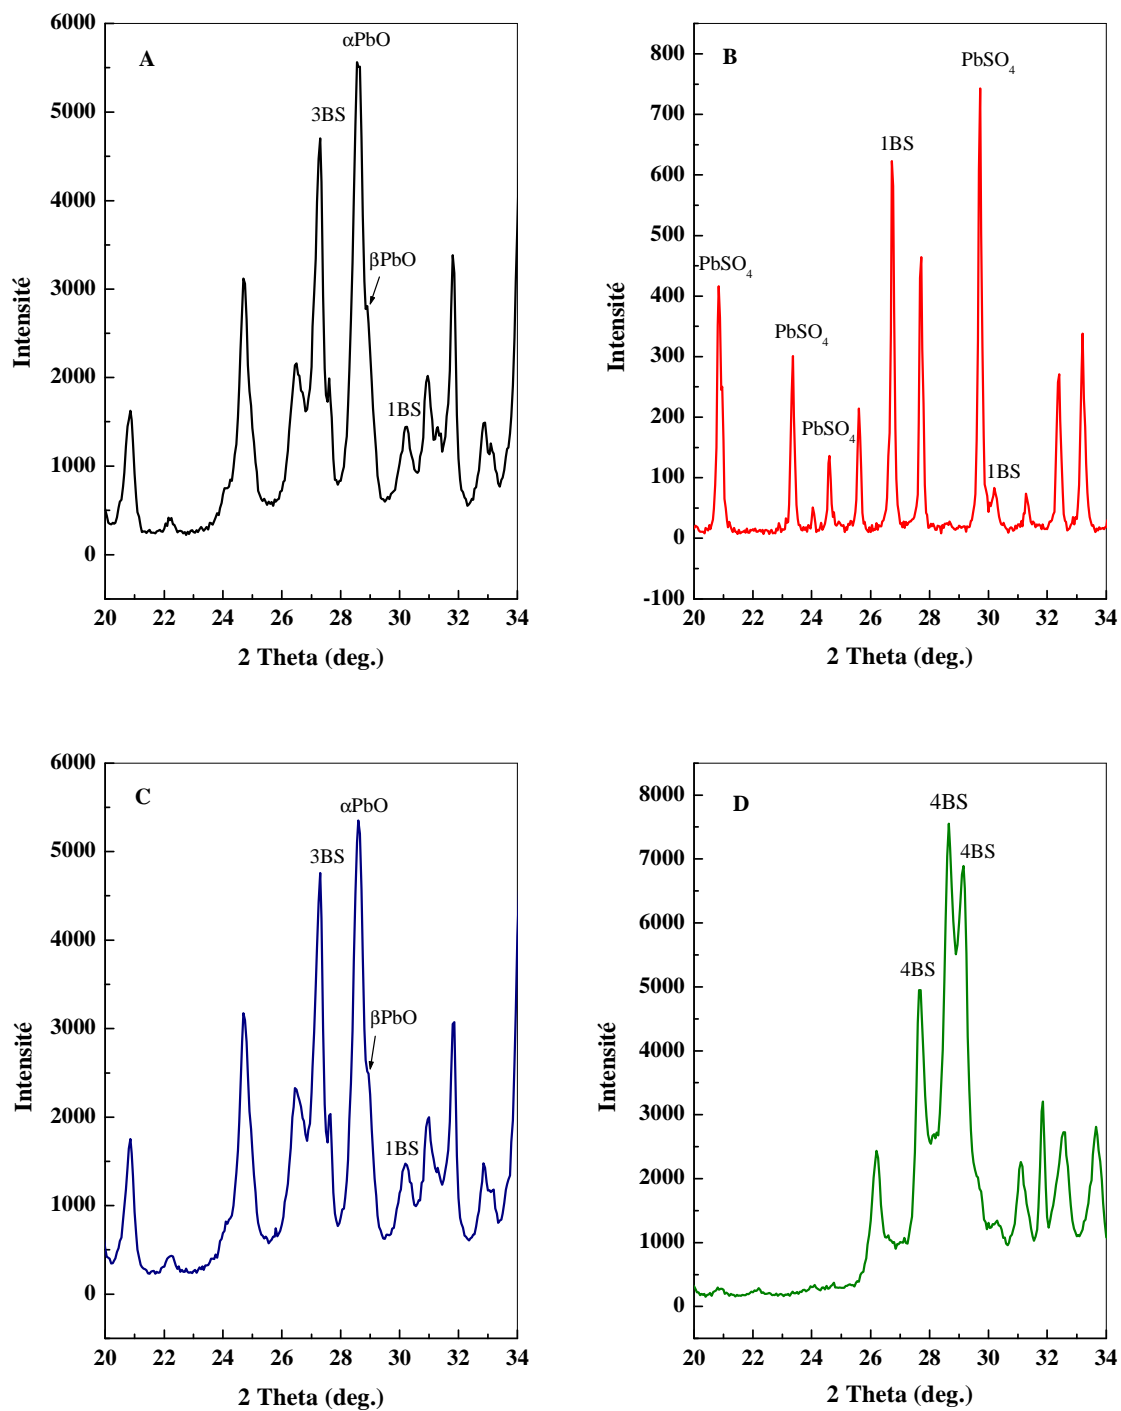 A
αPbO
3BS
βPbO
1BS
6000
5000
4000
3000
2000
1000
0
Intensité
20 22 24 26 28 30 32 34
2 Theta (deg.)
B
PbSO4
1BS
PbSO4
PbSO4
PbSO4
1BS
800
700
600
500
400
300
200
100
0
-100
Intensité
20 22 24 26 28 30 32 34
2 Theta (deg.)
C
αPbO
3BS
βPbO
1BS
6000
5000
4000
3000
2000
1000
0
Intensité
20 22 24 26 28 30 32 34
2 Theta (deg.)
D
4BS
4BS
4BS
8000
7000
6000
5000
4000
3000
2000
1000
0
Intensité
20 22 24 26 28 30 32 34
2 Theta (deg.)